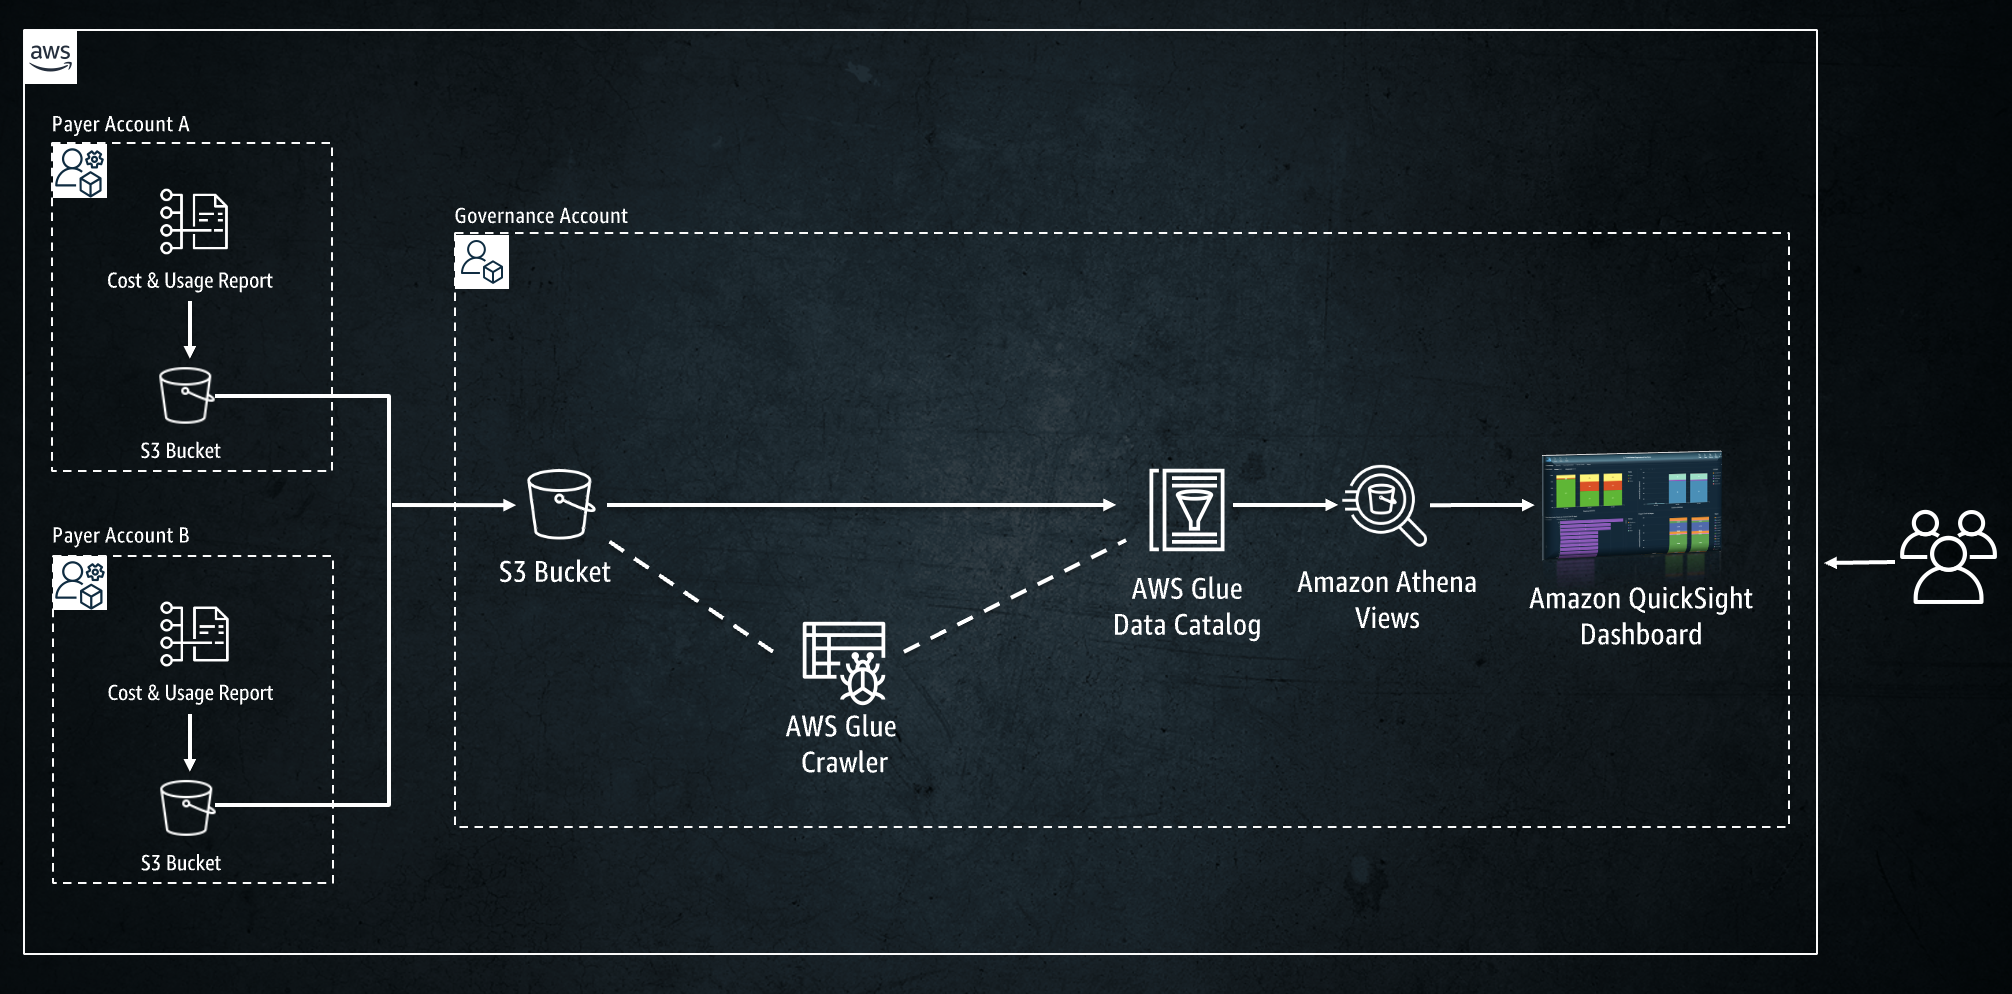 aws
Payer Account A
Cost & Usage Report
S3 Bucket
Payer Account B
Cost & Usage Report
S3 Bucket
Governance Account
S3 Bucket
AWS Glue
Crawler
AWS Glue
Data Catalog
Amazon Athena
Views
Amazon QuickSight
Dashboard